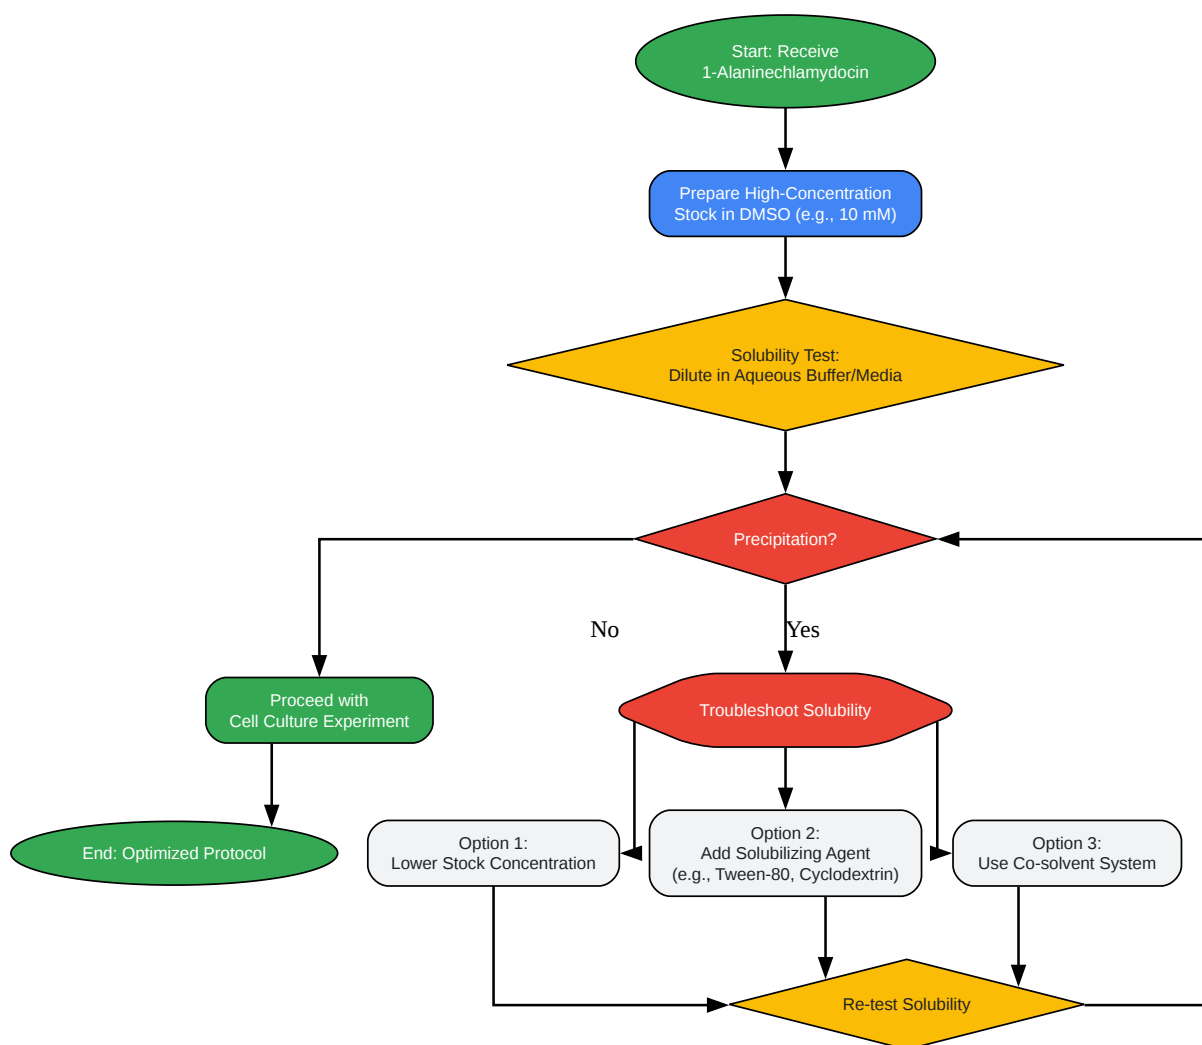 Start: Receive
1-Alaninechlamydocin
Prepare High-Concentration
Stock in DMSO (e.g., 10 mM)
Solubility Test:
Dilute in Aqueous Buffer/Media
Precipitation?
No
Yes
Proceed with
Cell Culture Experiment
Troubleshoot Solubility
End: Optimized Protocol
Option 1:
Lower Stock Concentration
Option 2:
Add Solubilizing Agent
(e.g., Tween-80, Cyclodextrin)
Option 3:
Use Co-solvent System
Re-test Solubility